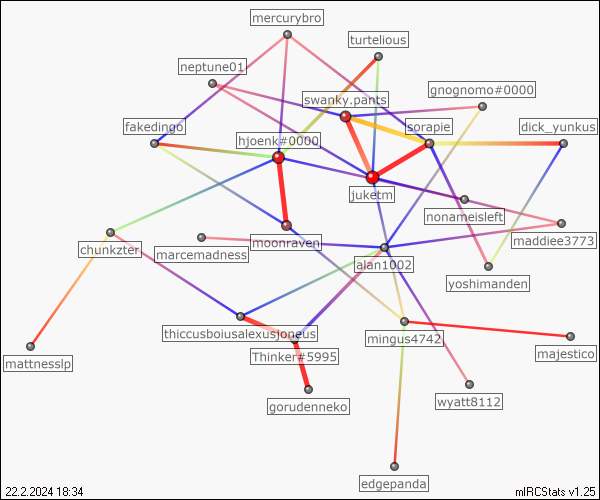 mercurybro
turtelious
neptune01
gnognomo#0000
swanky.pants
fakedingo
sorapie
dick_yunkus
hjoenk#0000
juketm
nonameisleft
moonraven
maddiee3773
chunkzter
marcemadness
alan1002
yoshimanden
thiccusboiusalexusjoneus
mingus4742
Thinker#5995
majestico
mattnesslp
gorudenneko
wyatt8112
edgepanda
22.2.2024 18:34
mIRCStats v1.25